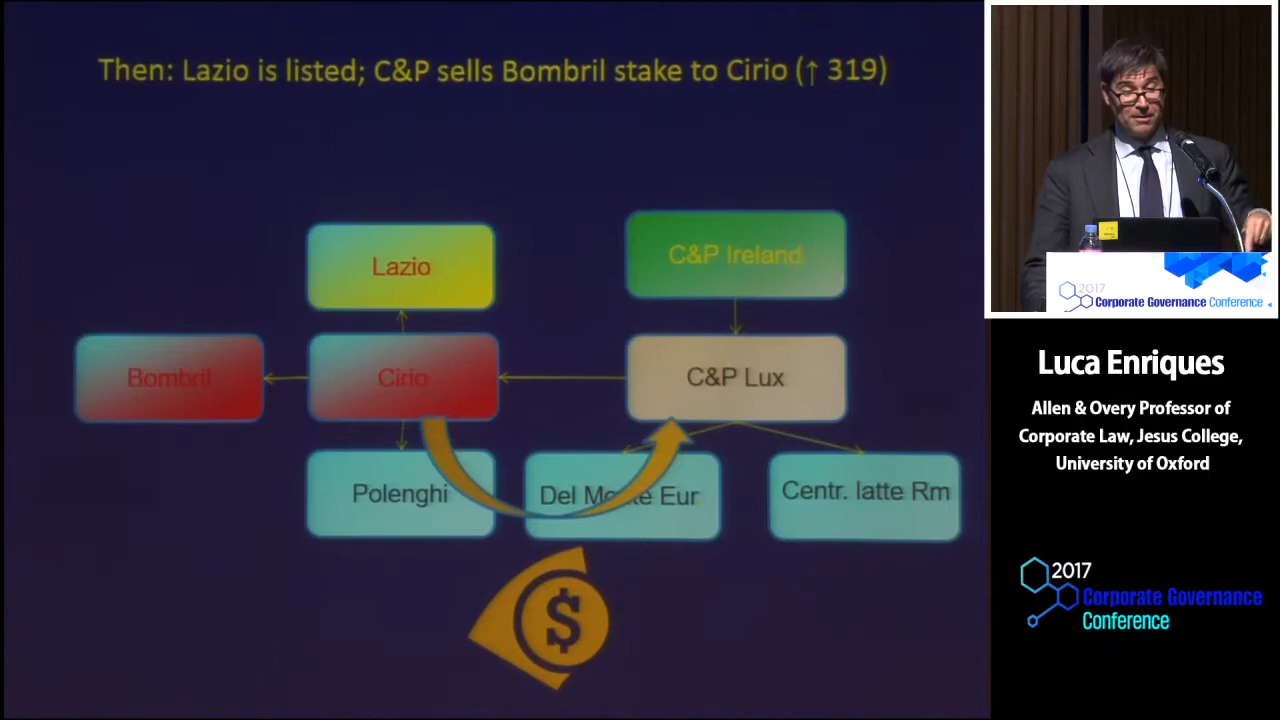 Then: Lazio is listed; C&P sells Bombril stake to Cirio (↑ 319)
Lazio
C&P Ireland
Bombril
Cirio
C&P Lux
Polenghi
Del Monte Eur
Centr. latte Rm
$
2017
Corporate Governance Conference
Luca Enriques
Allen & Overy Professor of
Corporate Law, Jesus College,
University of Oxford
2017
Corporate Governance
Conference